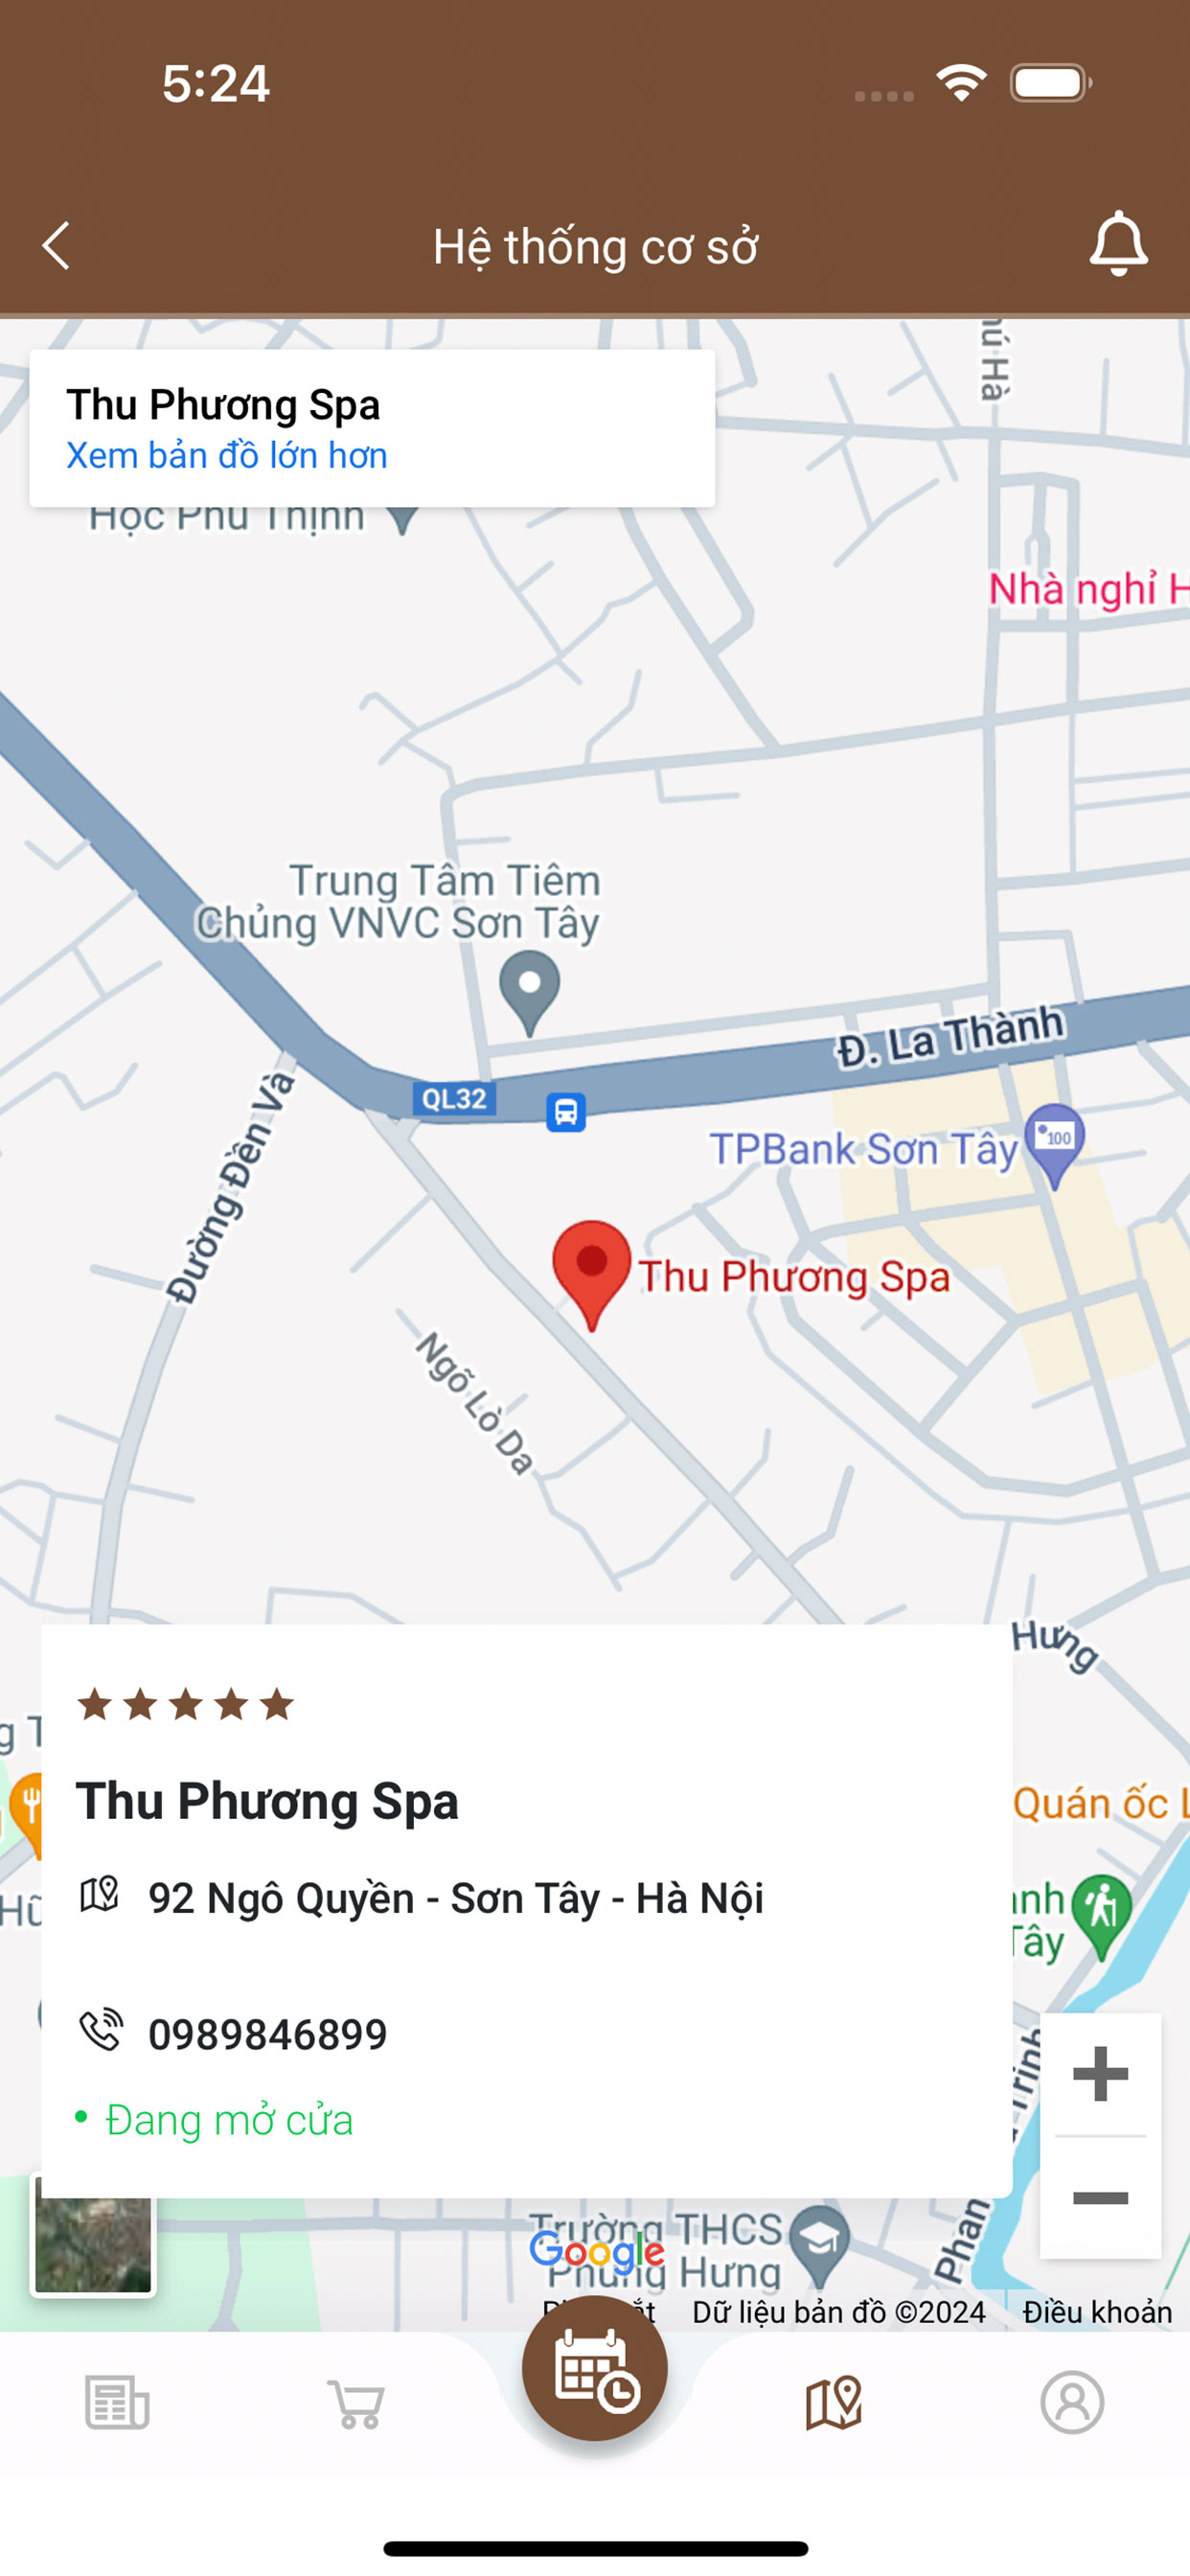 5:24
Hệ thống cơ sở
Thu Phương Spa
Xem bản đồ lớn hơn
Học Phú Thịnh
Hà
Nhà nghỉ H
Trung Tâm Tiêm
Chủng VNVC Sơn Tây
Đ. La Thành
QL32
TPBank Sơn Tây
100
Đường Đền Và
Thu Phương Spa
Ngõ Lò Da
Hưng
Thu Phương Spa
Quán ốc L
92 Ngô Quyền - Sơn Tây - Hà Nội
Tây
0989846899
Đang mở cửa
Trường THCS
Phùng Hưng
Google
Phan
Dữ liệu bản đồ ©2024
Điều khoản